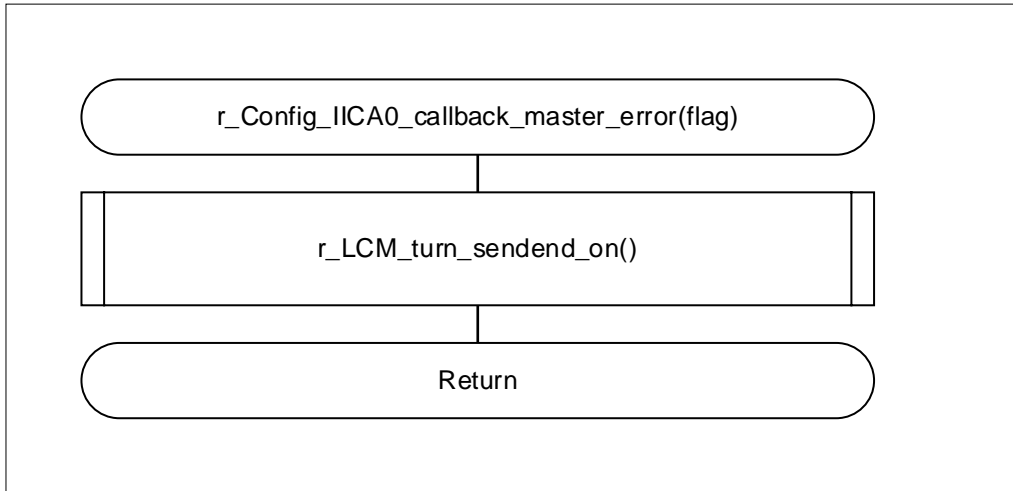 r_Config_IICA0_callback_master_error(flag)
r_LCM_turn_sendend_on()
Return